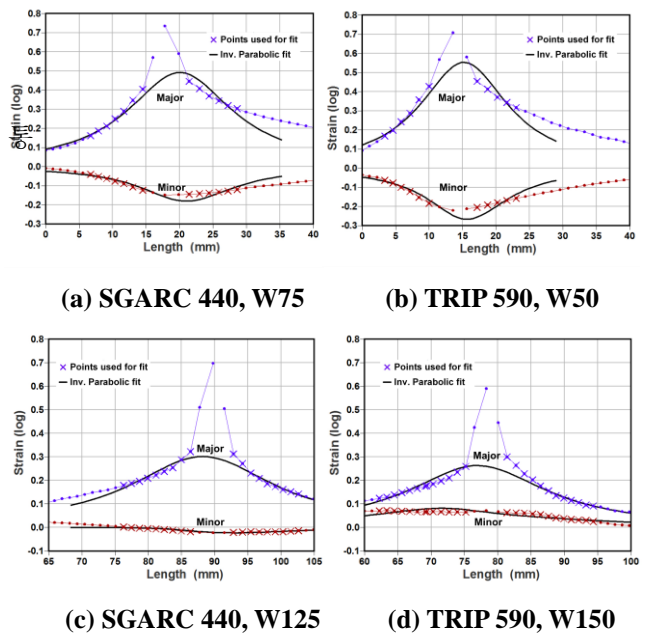 0.8
0.7
0.6
0.5
0.4
0.3
0.2
0.1
0.0
-0.1
-0.2
-0.3
Strain (log)
Points used for fit
Inv. Parabolic fit
Major
Minor
0 5 10 15 20 25 30 35 40
Length (mm)
(a) SGARC 440, W75
0.8
0.7
0.6
0.5
0.4
0.3
0.2
0.1
0.0
-0.1
-0.2
-0.3
Strain (log)
Points used for fit
Inv. Parabolic fit
Major
Minor
0 5 10 15 20 25 30 35 40
Length (mm)
(b) TRIP 590, W50
0.8
0.7
0.6
0.5
0.4
0.3
0.2
0.1
0.0
-0.1
Strain (log)
Points used for fit
Inv. Parabolic fit
Major
Minor
65 70 75 80 85 90 95 100 105
Length (mm)
(c) SGARC 440, W125
0.8
0.7
0.6
0.5
0.4
0.3
0.2
0.1
0.0
-0.1
Strain (log)
Points used for fit
Inv. Parabolic fit
Major
Minor
60 65 70 75 80 85 90 95 100
Length (mm)
(d) TRIP 590, W150